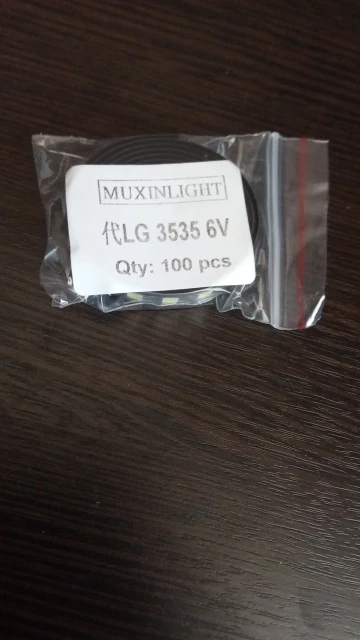 MUXINLIGHT
代LG 3535 6V
Qty: 100 pcs